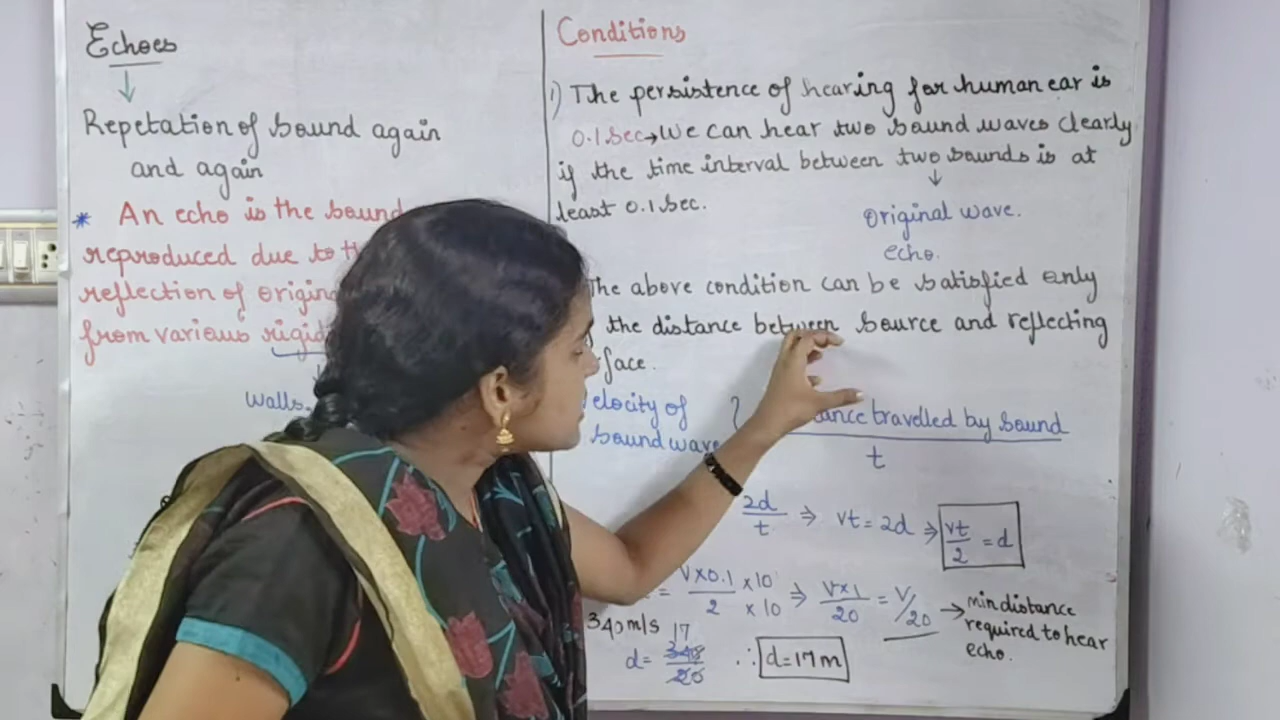 Echoes
↓
Repetation of sound again
and again
* An echo is the sound
reproduced due to
reflection of
from various
walls.
Conditions
1) The persistence of hearing for human ear is
0.1 sec → We can hear two sound waves clearly
if the time interval between two sounds is at
↓
least 0.1 sec.
original wave.
echo.
The above condition can be satisfied only
the distance between source and reflecting
face.
elocity of
sound wave
ance travelled by sound
t
2d/t ⇒ vt = 2d ⇒ vt/2 = d
= V×0.1/2 ×10/×10 ⇒ V×1/20 = V/20 → min distance
required to hear
echo.
340 m/s
17
d = 340/20 ∴ d = 17 m